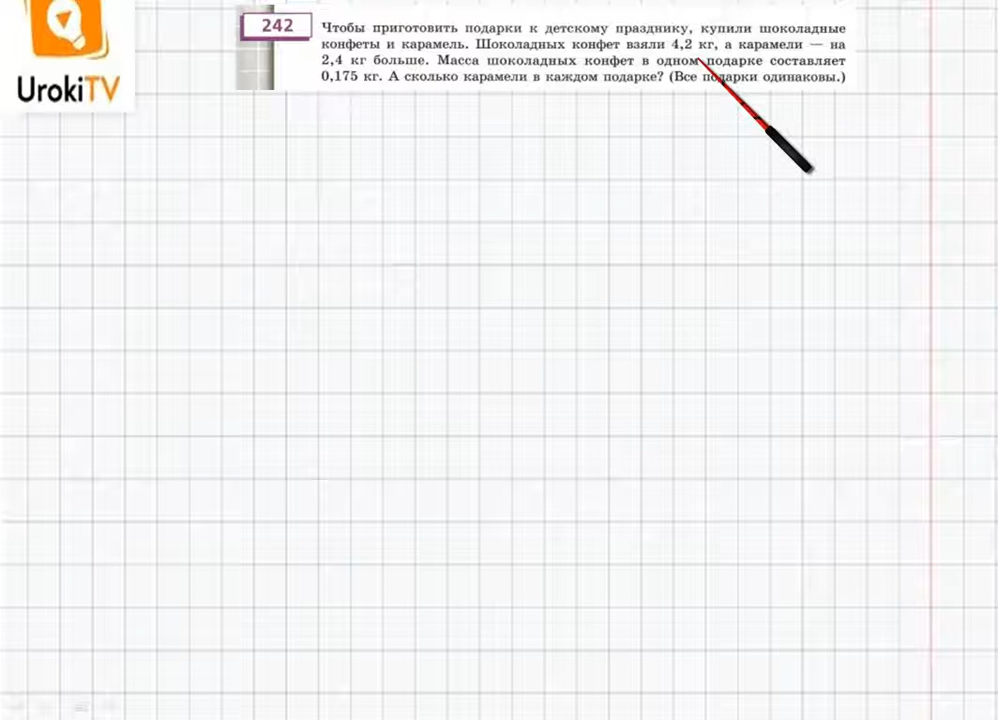 UrokiTV
242
Чтобы приготовить подарки к детскому празднику, купили шоколадные
конфеты и карамель. Шоколадных конфет взяли 4,2 кг, а карамели — на
2,4 кг больше. Масса шоколадных конфет в одном подарке составляет
0,175 кг. А сколько карамели в каждом подарке? (Все подарки одинаковы.)